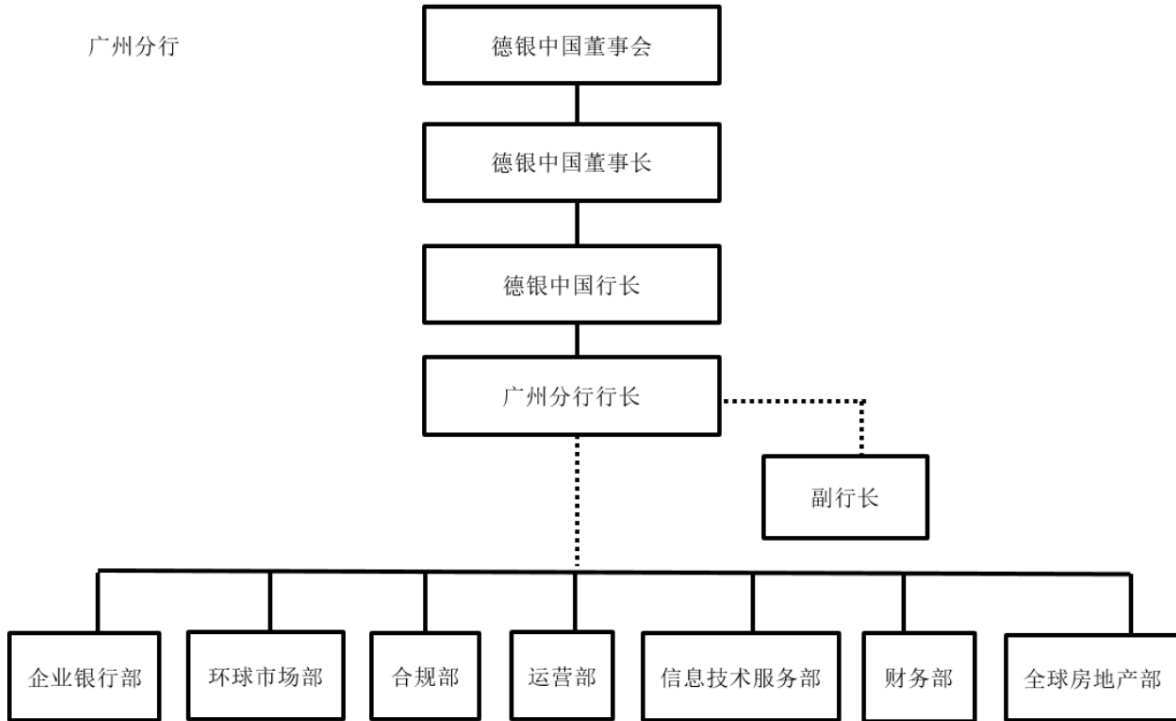 广州分行
德银中国董事会
德银中国董事长
德银中国行长
广州分行行长
副行长
企业银行部
环球市场部
合规部
运营部
信息技术服务部
财务部
全球房地产部